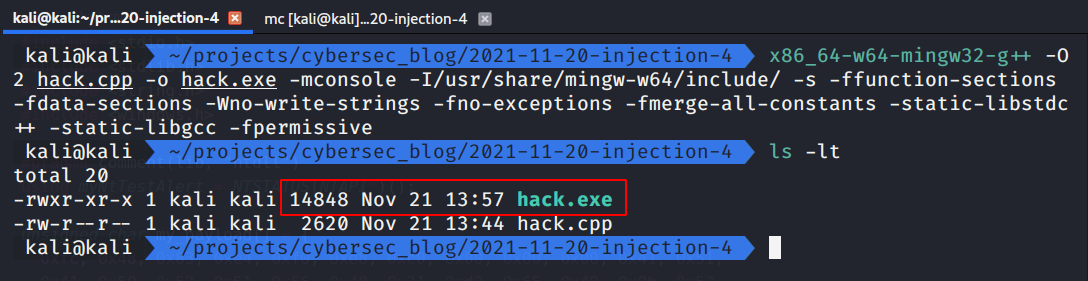 kali@kali:~/pr...20-injection-4 mc [kali@kali]...20-injection-4
kali@kali ~/projects/cybersec_blog/2021-11-20-injection-4 x86_64-w64-mingw32-g++ -O
2 hack.cpp -o hack.exe -mconsole -I/usr/share/mingw-w64/include/ -s -ffunction-sections
-fdata-sections -Wno-write-strings -fno-exceptions -fmerge-all-constants -static-libstdc
++ -static-libgcc -fpermissive
kali@kali ~/projects/cybersec_blog/2021-11-20-injection-4 ls -lt
total 20
-rwxr-xr-x 1 kali kali 14848 Nov 21 13:57 hack.exe
-rw-r--r-- 1 kali kali 2620 Nov 21 13:44 hack.cpp
kali@kali ~/projects/cybersec_blog/2021-11-20-injection-4